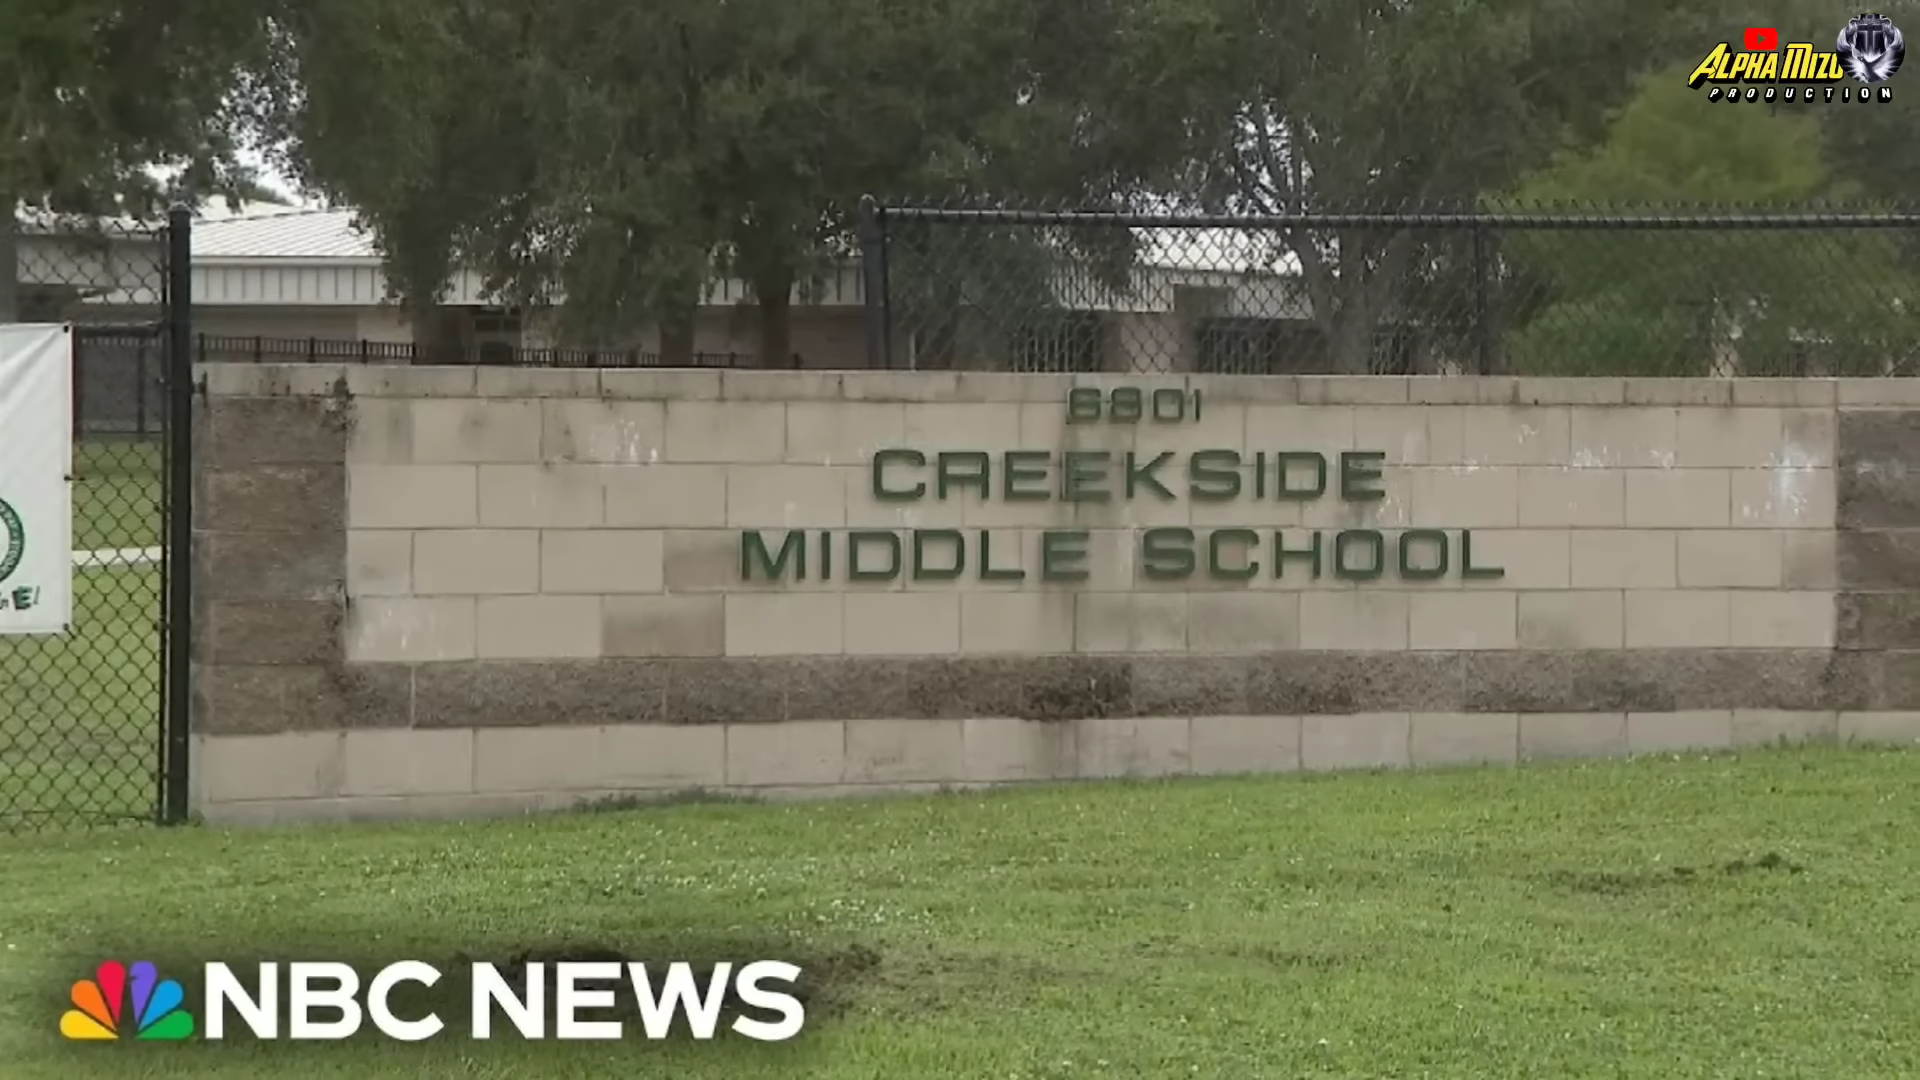 ALPHA MIZU
PRODUCTION
6801
CREEKSIDE
MIDDLE SCHOOL
E!
NBC NEWS